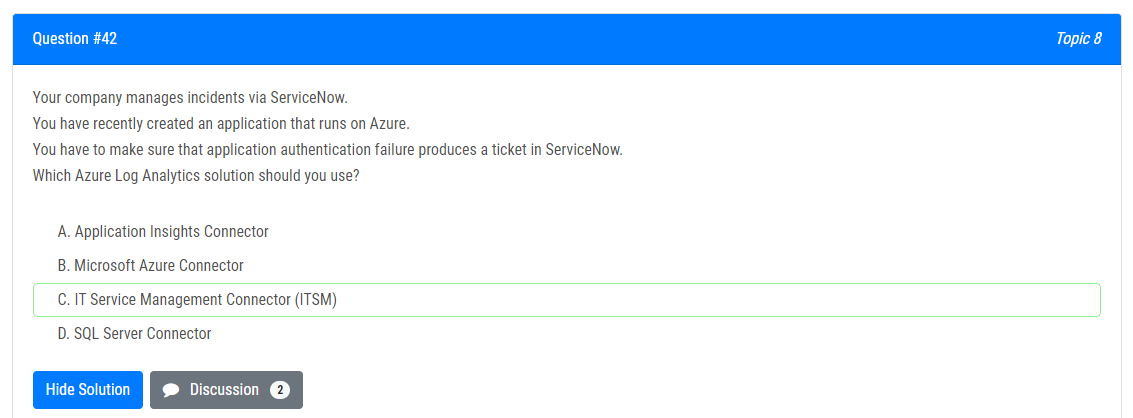 Question #42
Topic 8
Your company manages incidents via ServiceNow.
You have recently created an application that runs on Azure.
You have to make sure that application authentication failure produces a ticket in ServiceNow.
Which Azure Log Analytics solution should you use?
A. Application Insights Connector
B. Microsoft Azure Connector
C. IT Service Management Connector (ITSM)
D. SQL Server Connector
Hide Solution
Discussion 2